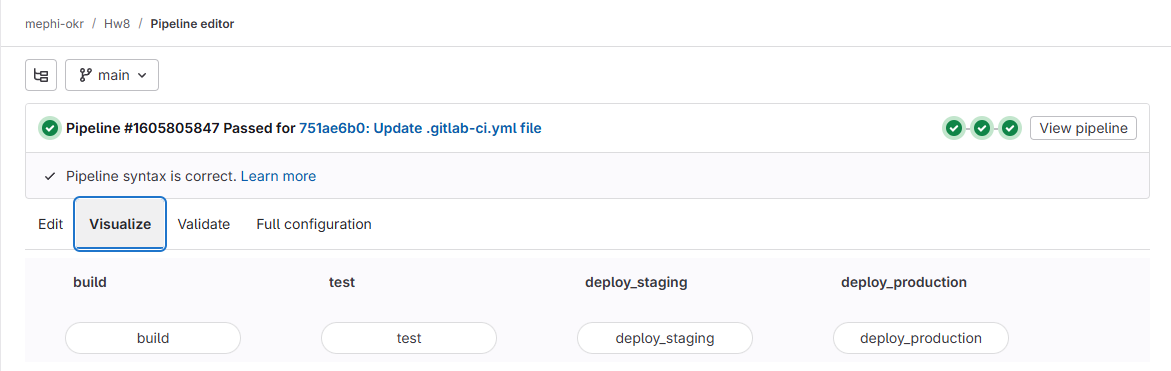 mephi-okr / Hw8 / Pipeline editor
main
Pipeline #1605805847 Passed for 751ae6b0: Update .gitlab-ci.yml file
View pipeline
Pipeline syntax is correct. Learn more
Edit Visualize Validate Full configuration
build test deploy_staging deploy_production
build test deploy_staging deploy_production